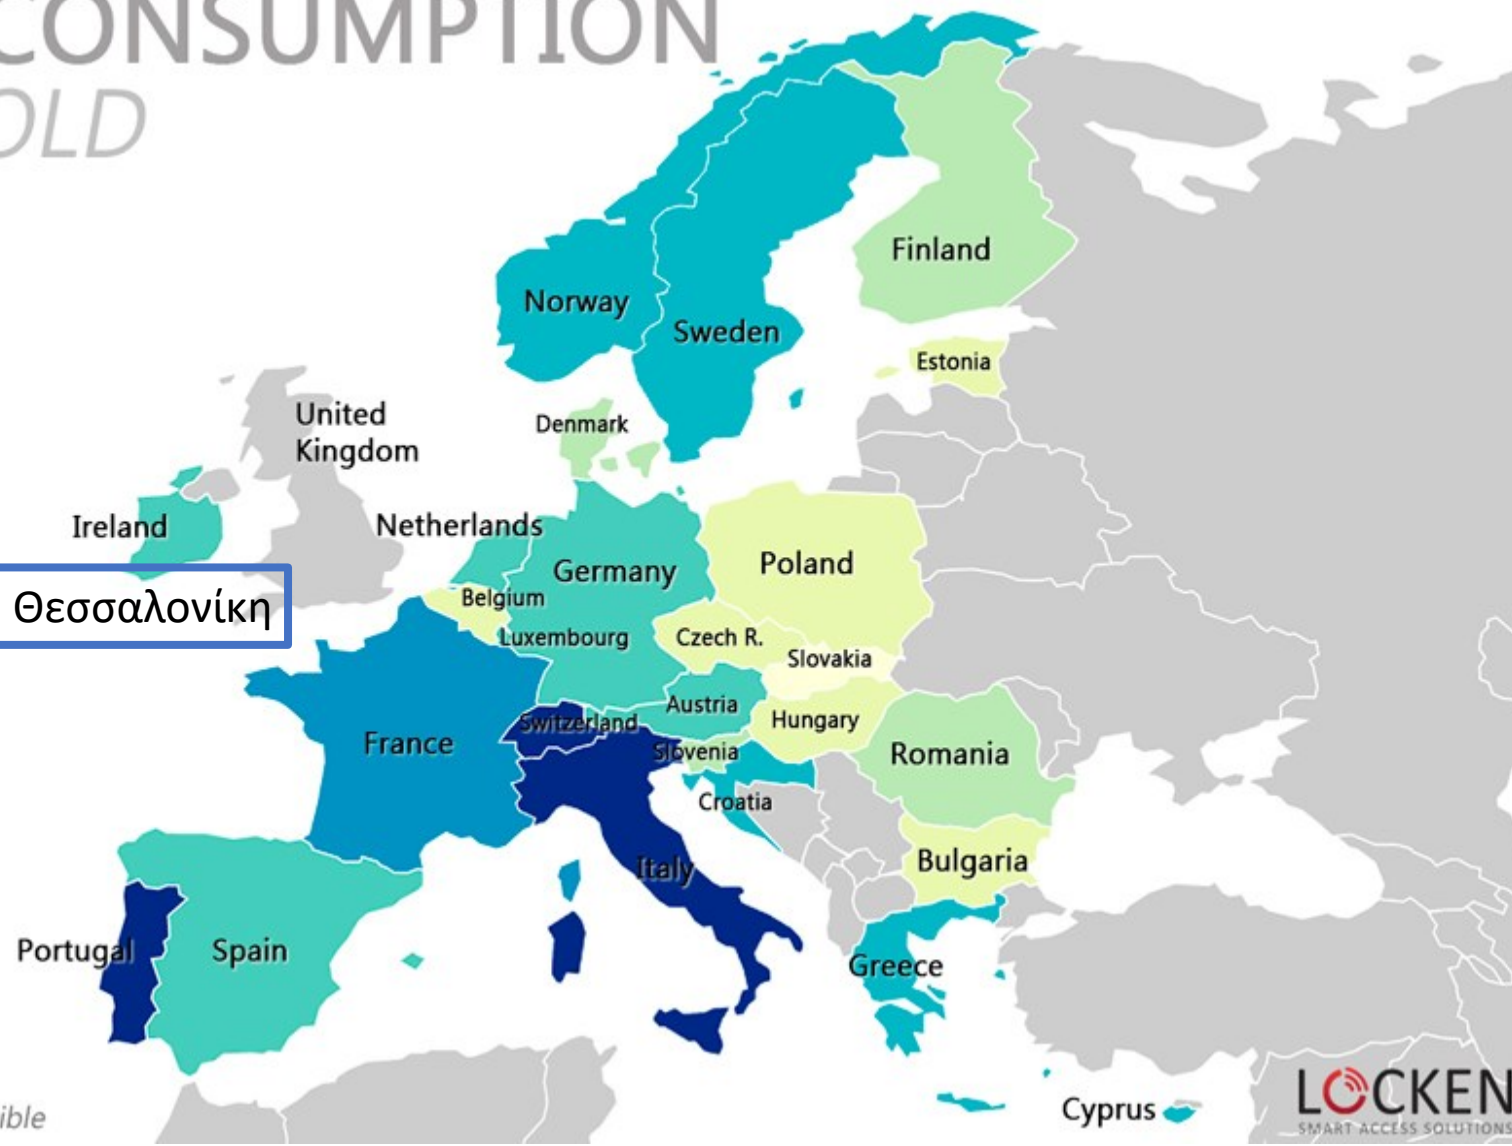 CONSUMPTION
OLD
Finland
Norway
Sweden
Estonia
United
Kingdom
Denmark
Ireland
Netherlands
Germany
Poland
Θεσσαλονίκη
Belgium
Luxembourg
Czech R.
Slovakia
Austria
Hungary
Switzerland
France
Slovenia
Romania
Croatia
Italy
Bulgaria
Portugal
Spain
Greece
Cyprus
LOCKEN
SMART ACCESS SOLUTIONS
ible